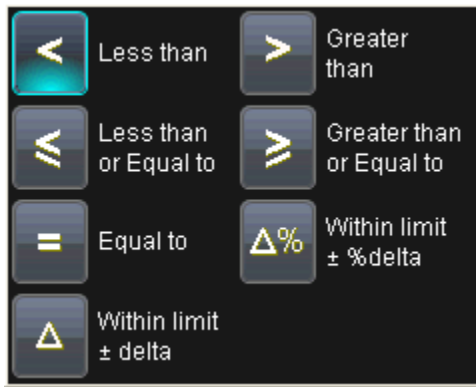 < Less than
> Greater
than
≤ Less than
or Equal to
≥ Greater than
or Equal to
= Equal to
Δ% Within limit
± %delta
Δ Within limit
± delta